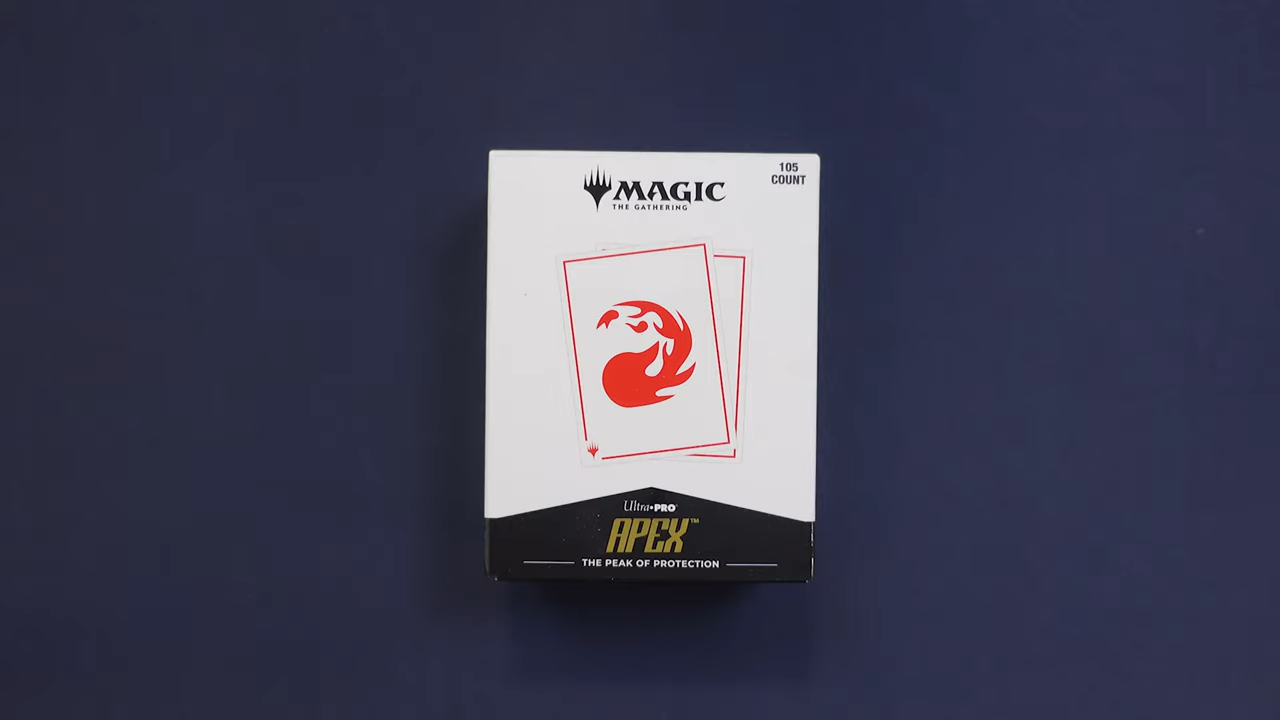 105
COUNT
MAGIC
THE GATHERING
Ultra•PRO®
APEX™
THE PEAK OF PROTECTION